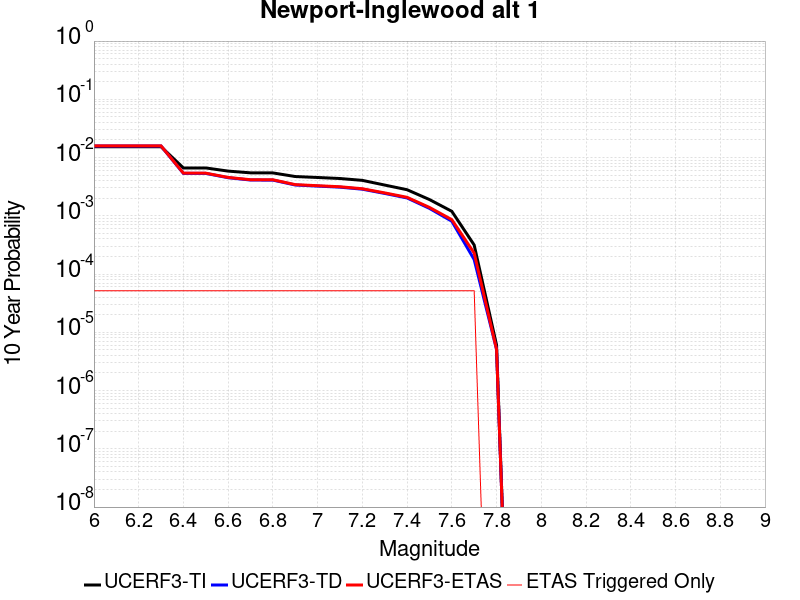 Newport-Inglewood alt 1
10^0
10^-1
10^-2
10^-3
10^-4
10^-5
10^-6
10^-7
10^-8
10 Year Probability
6 6.2 6.4 6.6 6.8 7 7.2 7.4 7.6 7.8 8 8.2 8.4 8.6 8.8 9
Magnitude
UCERF3-TI UCERF3-TD UCERF3-ETAS ETAS Triggered Only